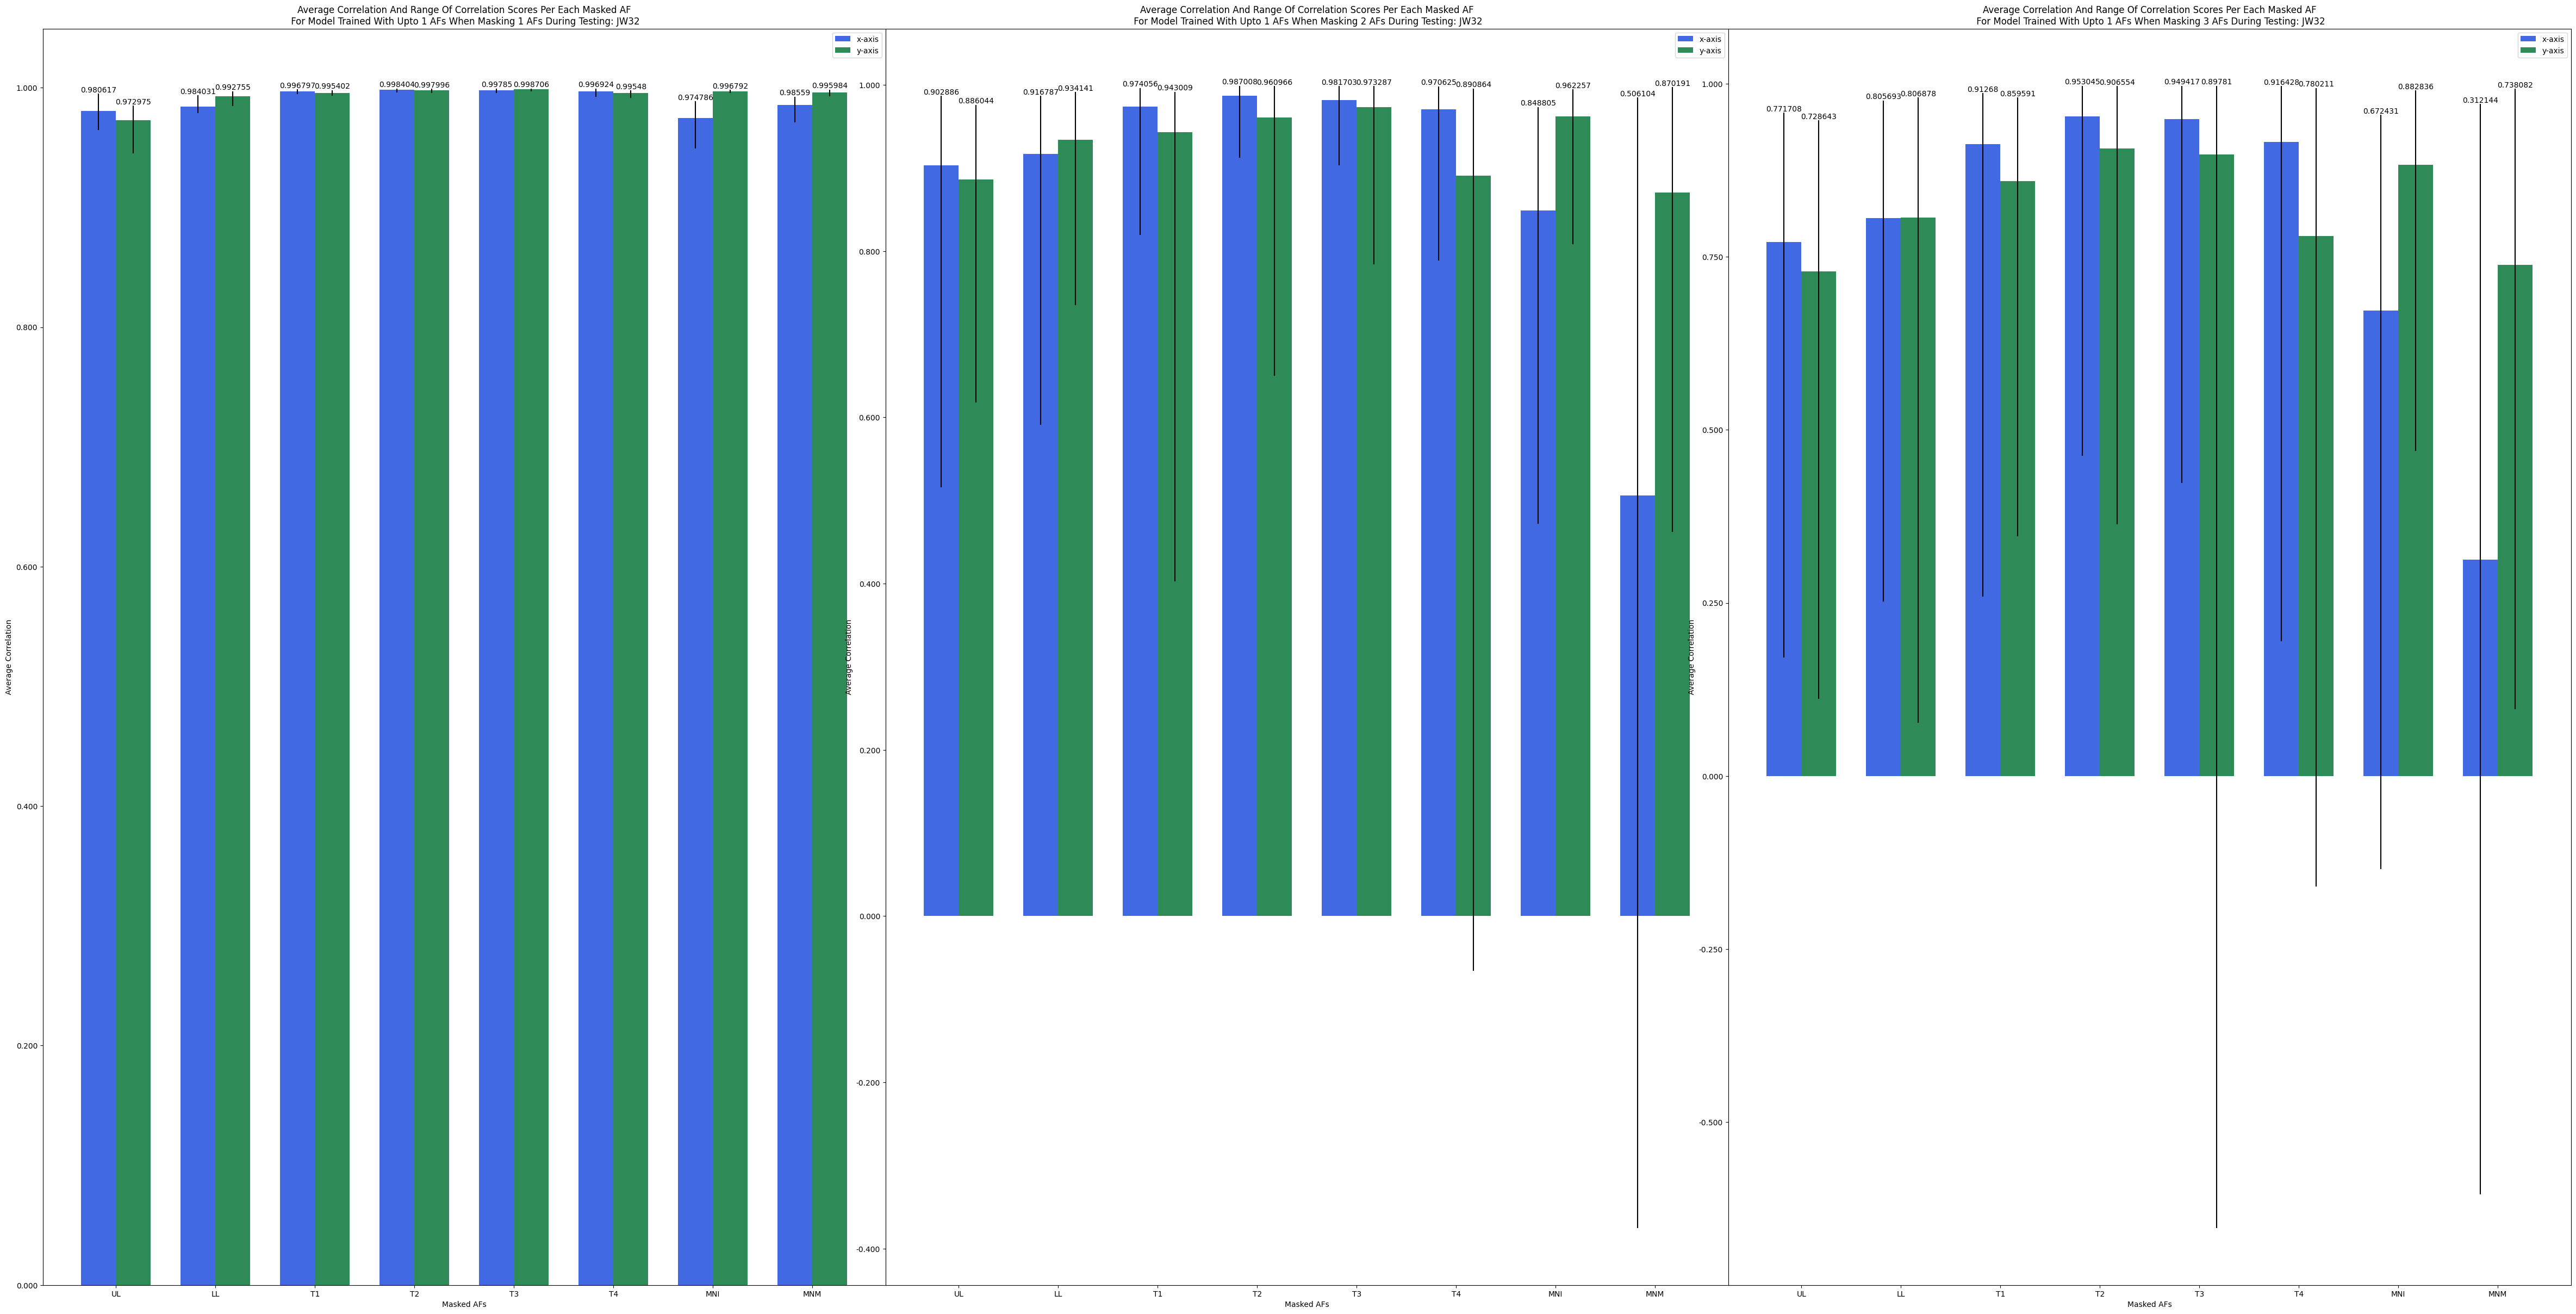 Average Correlation And Range Of Correlation Scores Per Each Masked AF
For Model Trained With Upto 1 AFs When Masking 1 AFs During Testing: JW32
x-axis
y-axis
1.000
0.800
0.600
0.400
0.200
0.000
Average Correlation
0.980617
0.972975
0.984031
0.992755
0.996797
0.995402
0.998404
0.997996
0.99785
0.998706
0.996924
0.99548
0.974786
0.996792
0.98559
0.995984
UL
LL
T1
T2
T3
T4
MNI
MNM
Masked AFs
Average Correlation And Range Of Correlation Scores Per Each Masked AF
For Model Trained With Upto 1 AFs When Masking 2 AFs During Testing: JW32
x-axis
y-axis
1.000
0.800
0.600
0.400
0.200
0.000
-0.200
-0.400
Average Correlation
0.902886
0.886044
0.916787
0.934141
0.974056
0.943009
0.987008
0.960966
0.981703
0.973287
0.970625
0.890864
0.848805
0.962257
0.506104
0.870191
UL
LL
T1
T2
T3
T4
MNI
MNM
Masked AFs
Average Correlation And Range Of Correlation Scores Per Each Masked AF
For Model Trained With Upto 1 AFs When Masking 3 AFs During Testing: JW32
x-axis
y-axis
1.000
0.750
0.500
0.250
0.000
-0.250
-0.500
Average Correlation
0.771708
0.728643
0.805693
0.806878
0.91268
0.859591
0.953045
0.906554
0.949417
0.89781
0.916428
0.780211
0.672431
0.882836
0.312144
0.738082
UL
LL
T1
T2
T3
T4
MNI
MNM
Masked AFs